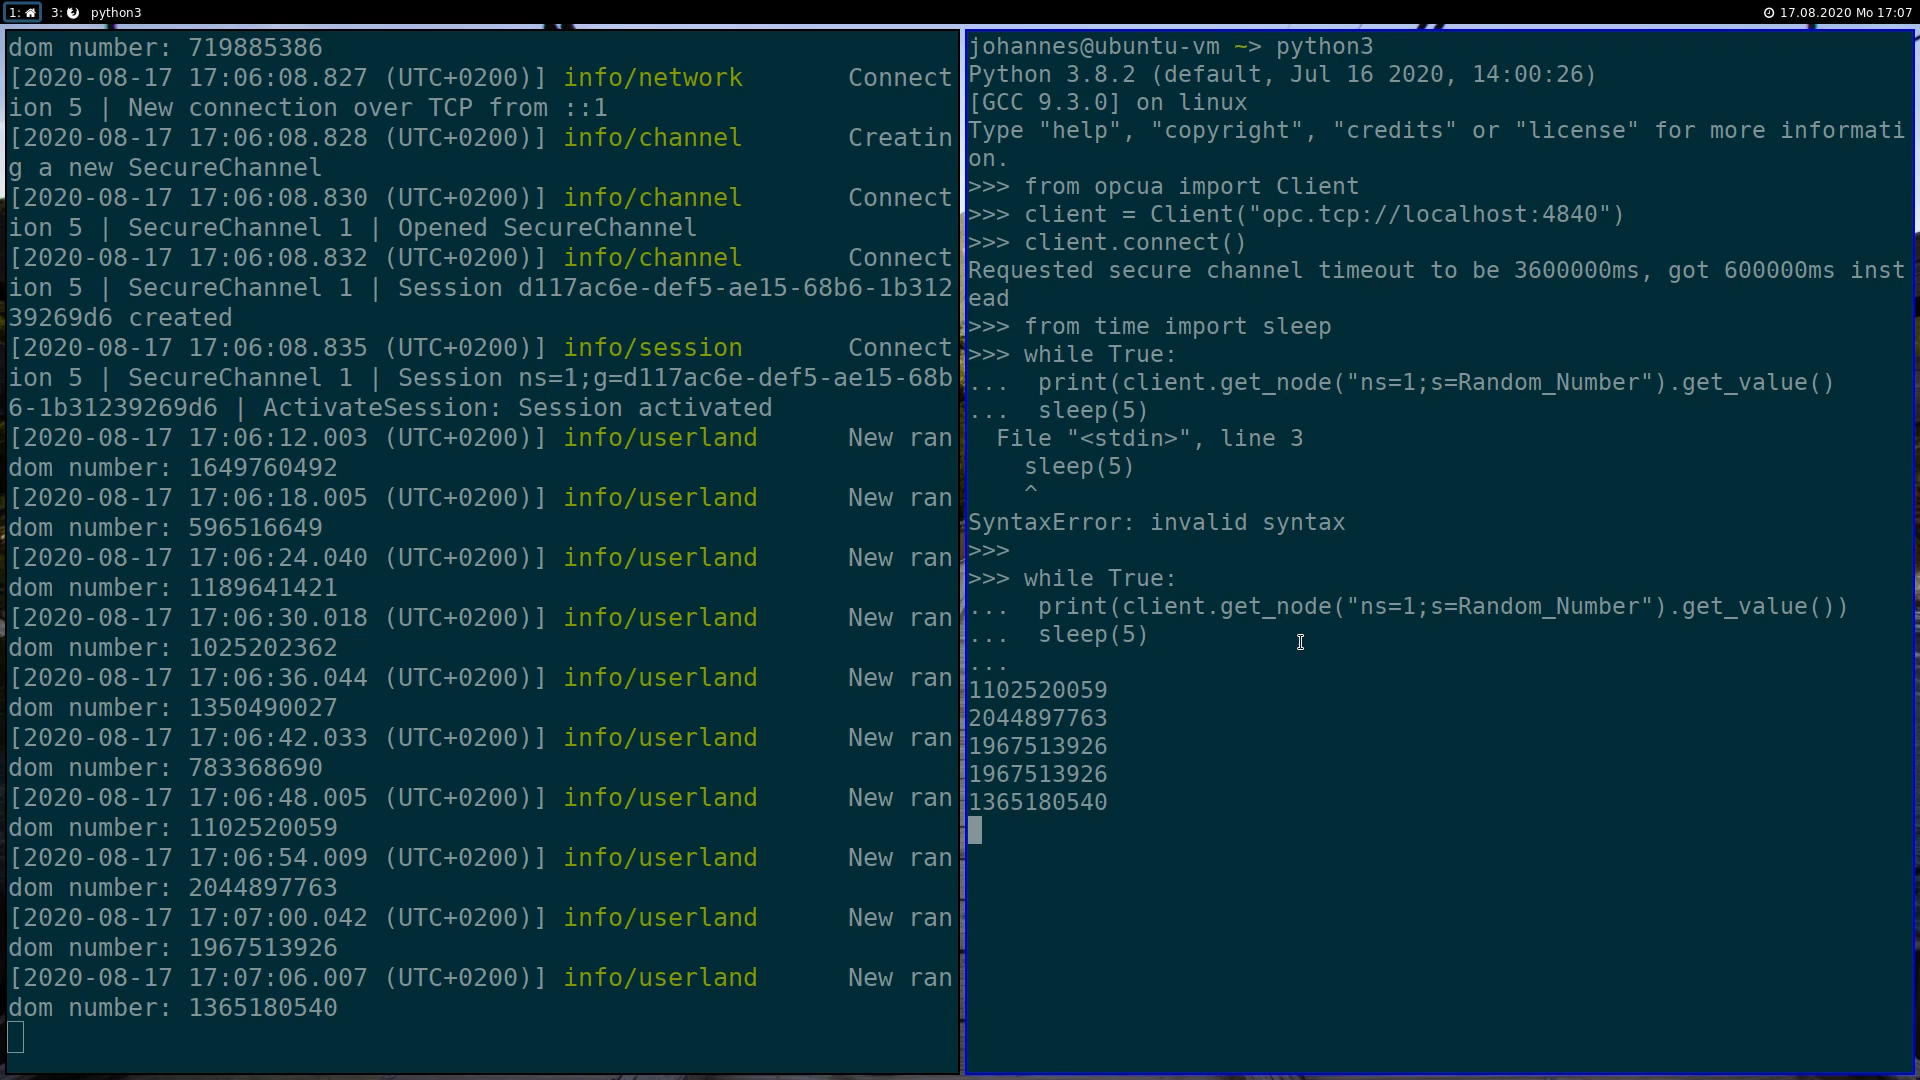 1: 3: python3 17.08.2020 Mo 17:07
dom number: 719885386
[2020-08-17 17:06:08.827 (UTC+0200)] info/network Connect
ion 5 | New connection over TCP from ::1
[2020-08-17 17:06:08.828 (UTC+0200)] info/channel Creatin
g a new SecureChannel
[2020-08-17 17:06:08.830 (UTC+0200)] info/channel Connect
ion 5 | SecureChannel 1 | Opened SecureChannel
[2020-08-17 17:06:08.832 (UTC+0200)] info/channel Connect
ion 5 | SecureChannel 1 | Session d117ac6e-def5-ae15-68b6-1b312
39269d6 created
[2020-08-17 17:06:08.835 (UTC+0200)] info/session Connect
ion 5 | SecureChannel 1 | Session ns=1;g=d117ac6e-def5-ae15-68b
6-1b31239269d6 | ActivateSession: Session activated
[2020-08-17 17:06:12.003 (UTC+0200)] info/userland New ran
dom number: 1649760492
[2020-08-17 17:06:18.005 (UTC+0200)] info/userland New ran
dom number: 596516649
[2020-08-17 17:06:24.040 (UTC+0200)] info/userland New ran
dom number: 1189641421
[2020-08-17 17:06:30.018 (UTC+0200)] info/userland New ran
dom number: 1025202362
[2020-08-17 17:06:36.044 (UTC+0200)] info/userland New ran
dom number: 1350490027
[2020-08-17 17:06:42.033 (UTC+0200)] info/userland New ran
dom number: 783368690
[2020-08-17 17:06:48.005 (UTC+0200)] info/userland New ran
dom number: 1102520059
[2020-08-17 17:06:54.009 (UTC+0200)] info/userland New ran
dom number: 2044897763
[2020-08-17 17:07:00.042 (UTC+0200)] info/userland New ran
dom number: 1967513926
[2020-08-17 17:07:06.007 (UTC+0200)] info/userland New ran
dom number: 1365180540
johannes@ubuntu-vm ~> python3
Python 3.8.2 (default, Jul 16 2020, 14:00:26)
[GCC 9.3.0] on linux
Type "help", "copyright", "credits" or "license" for more informati
on.
>>> from opcua import Client
>>> client = Client("opc.tcp://localhost:4840")
>>> client.connect()
Requested secure channel timeout to be 3600000ms, got 600000ms inst
ead
>>> from time import sleep
>>> while True:
...  print(client.get_node("ns=1;s=Random_Number").get_value()
...  sleep(5)
  File "<stdin>", line 3
    sleep(5)
    ^
SyntaxError: invalid syntax
>>>
>>> while True:
...  print(client.get_node("ns=1;s=Random_Number").get_value())
...  sleep(5)
...
1102520059
2044897763
1967513926
1967513926
1365180540